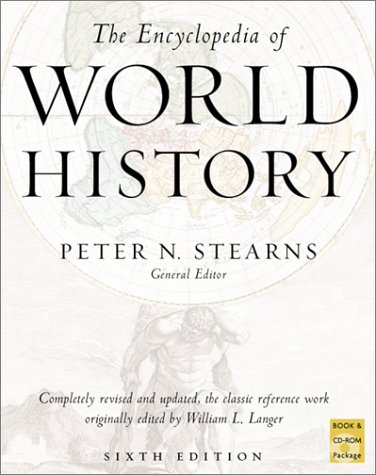 The Encyclopedia of
WORLD
HISTORY
PETER N. STEARNS
General Editor
Completely revised and updated, the classic reference work
originally edited by William L. Langer
BOOK &
CD-ROM
Package
SIXTH EDITION